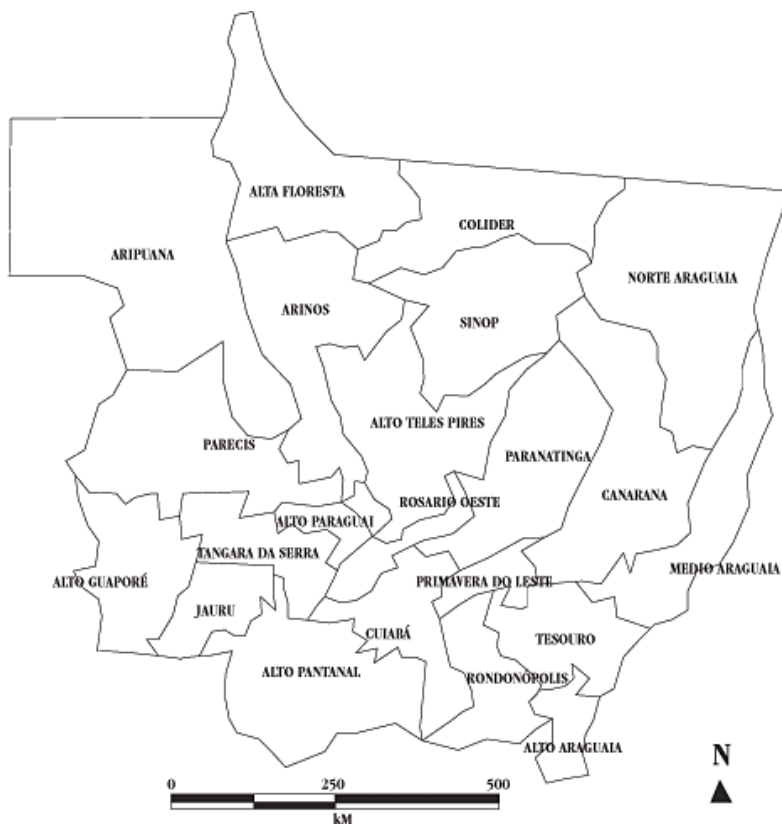 ALTA FLORESTA
COLIDER
ARIPUANA
NORTE ARAGUAIA
ARINOS
SINOP
ALTO TELES PIRES
PARECIS
PARANATINGA
CANARANA
ROSARIO OESTE
ALTO PARAGUAI
TANGARA DA SERRA
MEDIO ARAGUAIA
ALTO GUAPORÉ
PRIMAVERA DO LESTE
JAURU
CUIABÁ
TESOURO
ALTO PANTANAL
RONDONÓPOLIS
ALTO ARAGUAIA
N
0 250 500
kM